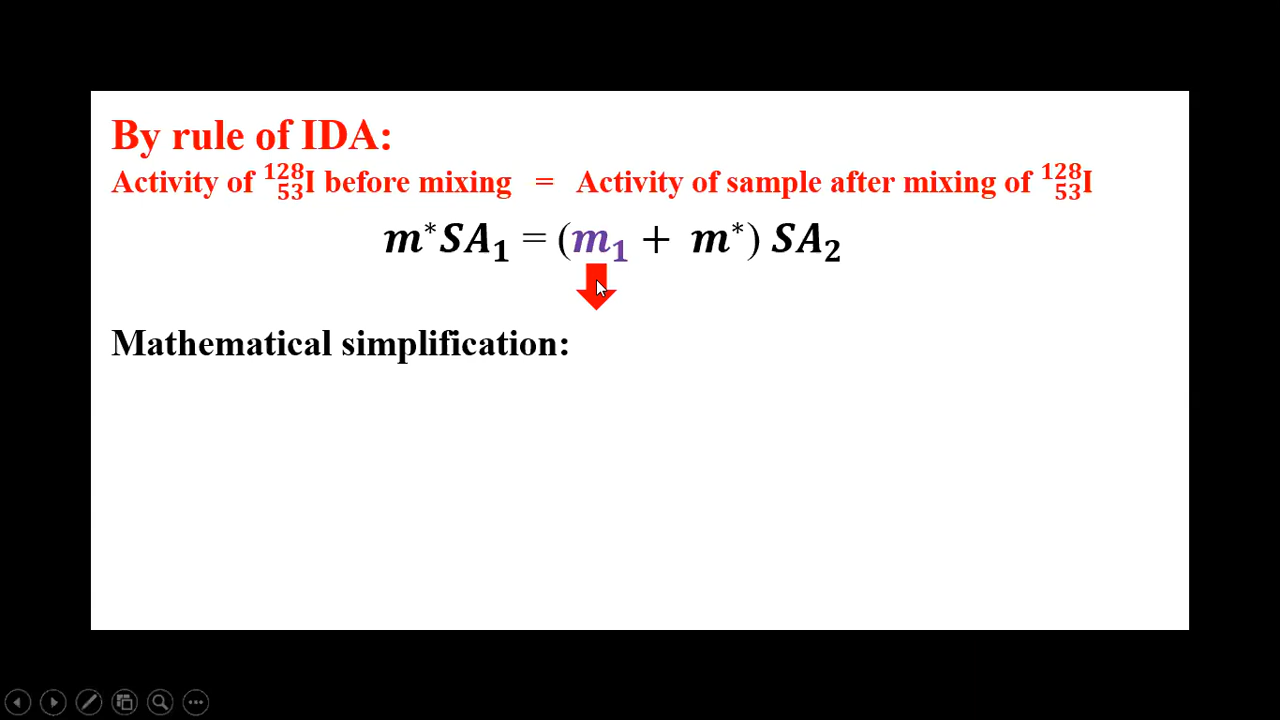 By rule of IDA:
Activity of ¹²⁸₅₃I before mixing = Activity of sample after mixing of ¹²⁸₅₃I
m*SA₁ = (m₁ + m*) SA₂
Mathematical simplification: